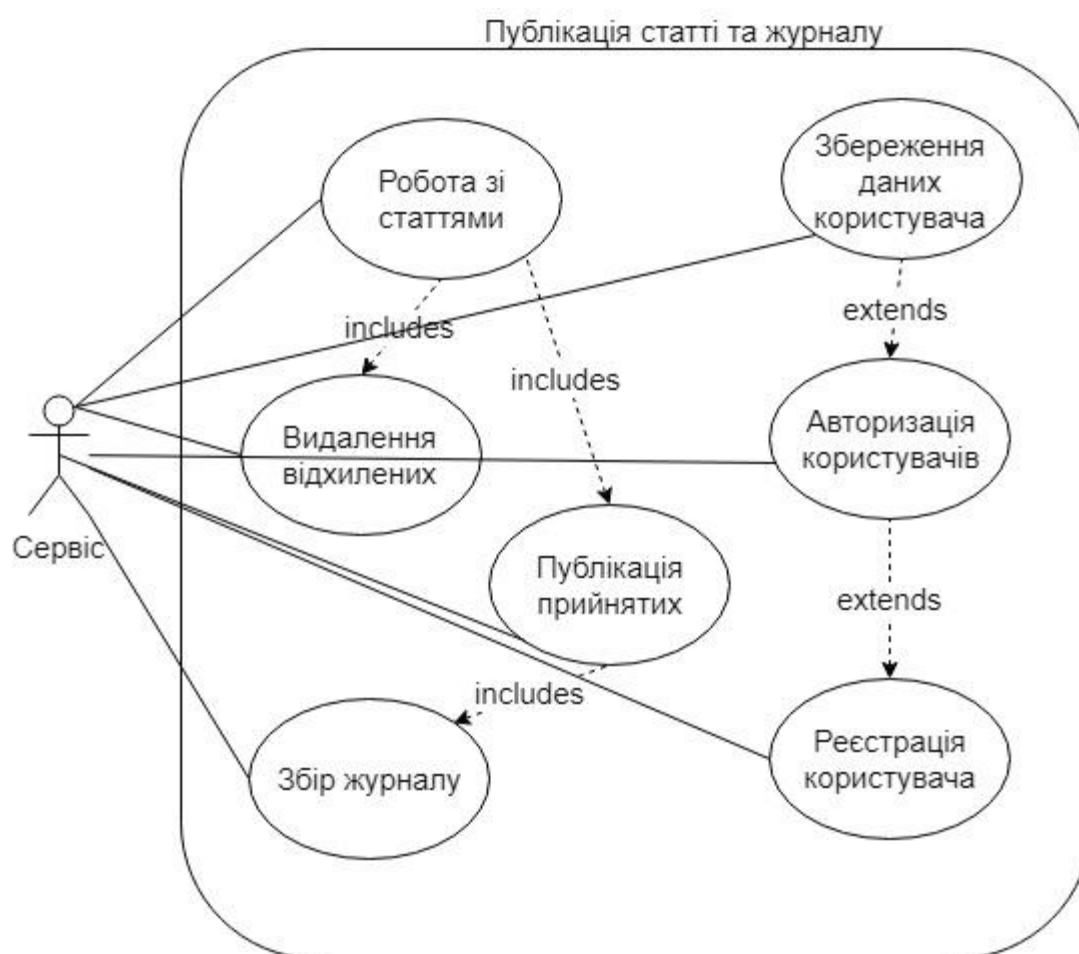 Публікація статті та журналу
Робота зі
статтями
Збереження
даних
користувача
includes
extends
includes
Видалення
відхилених
Авторизація
користувачів
Сервіс
Публікація
прийнятих
extends
includes
Збір журналу
Реєстрація
користувача